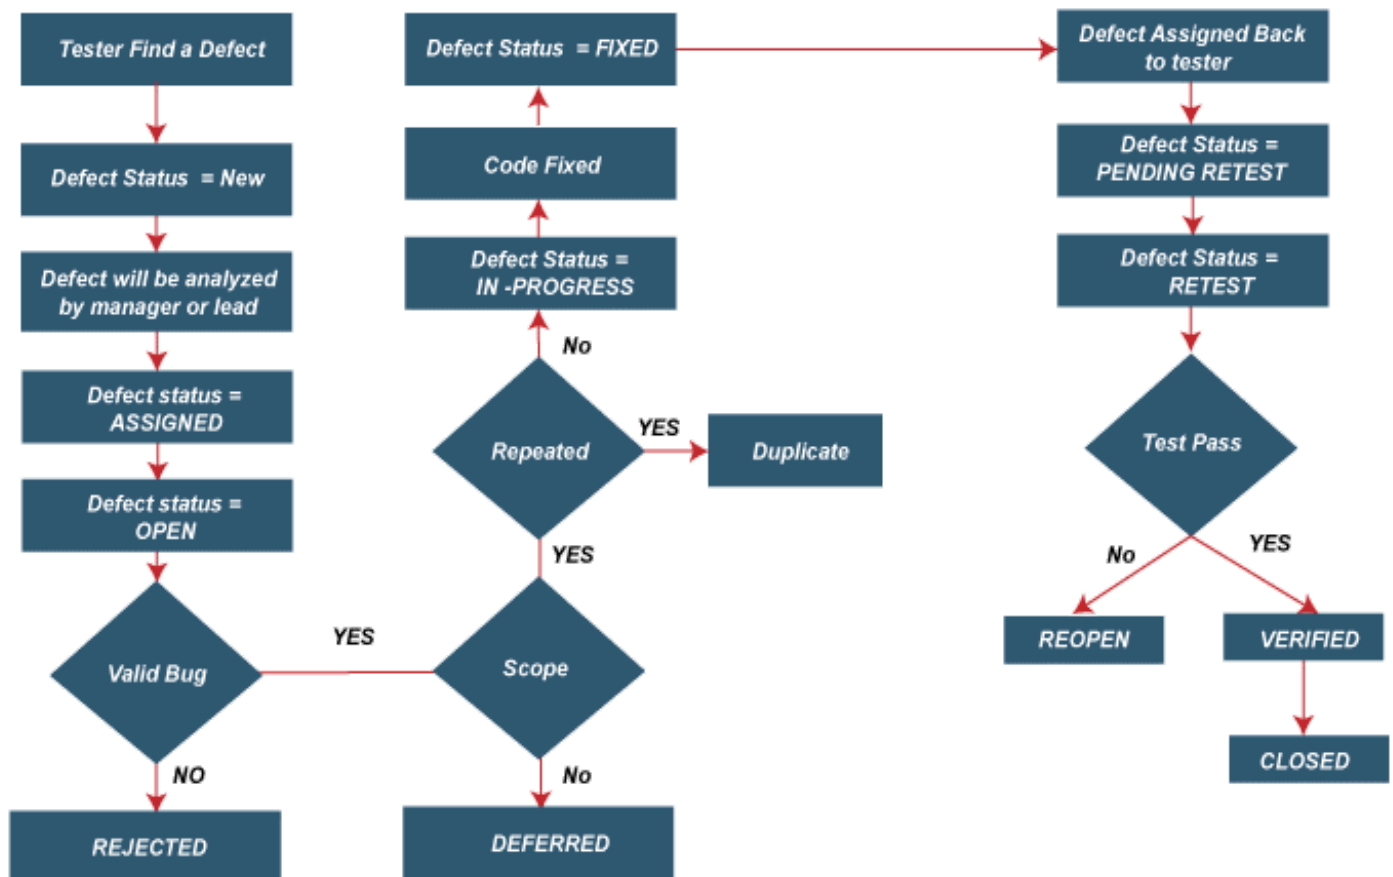 Tester Find a Defect
Defect Status = New
Defect will be analyzed
by manager or lead
Defect status =
ASSIGNED
Defect status =
OPEN
Valid Bug
YES
NO
REJECTED
Defect Status = FIXED
Code Fixed
Defect Status =
IN -PROGRESS
No
Repeated
YES
Duplicate
YES
Scope
No
DEFERRED
Defect Assigned Back
to tester
Defect Status =
PENDING RETEST
Defect Status =
RETEST
Test Pass
No
YES
REOPEN
VERIFIED
CLOSED